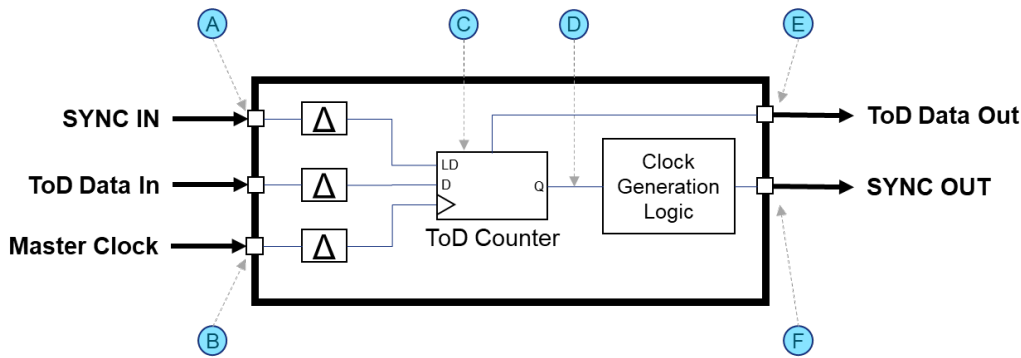 A
C
D
E
SYNC IN
Δ
ToD Data Out
ToD Data In
Δ
LD
D
Q
Clock
Generation
Logic
SYNC OUT
Master Clock
Δ
ToD Counter
B
F